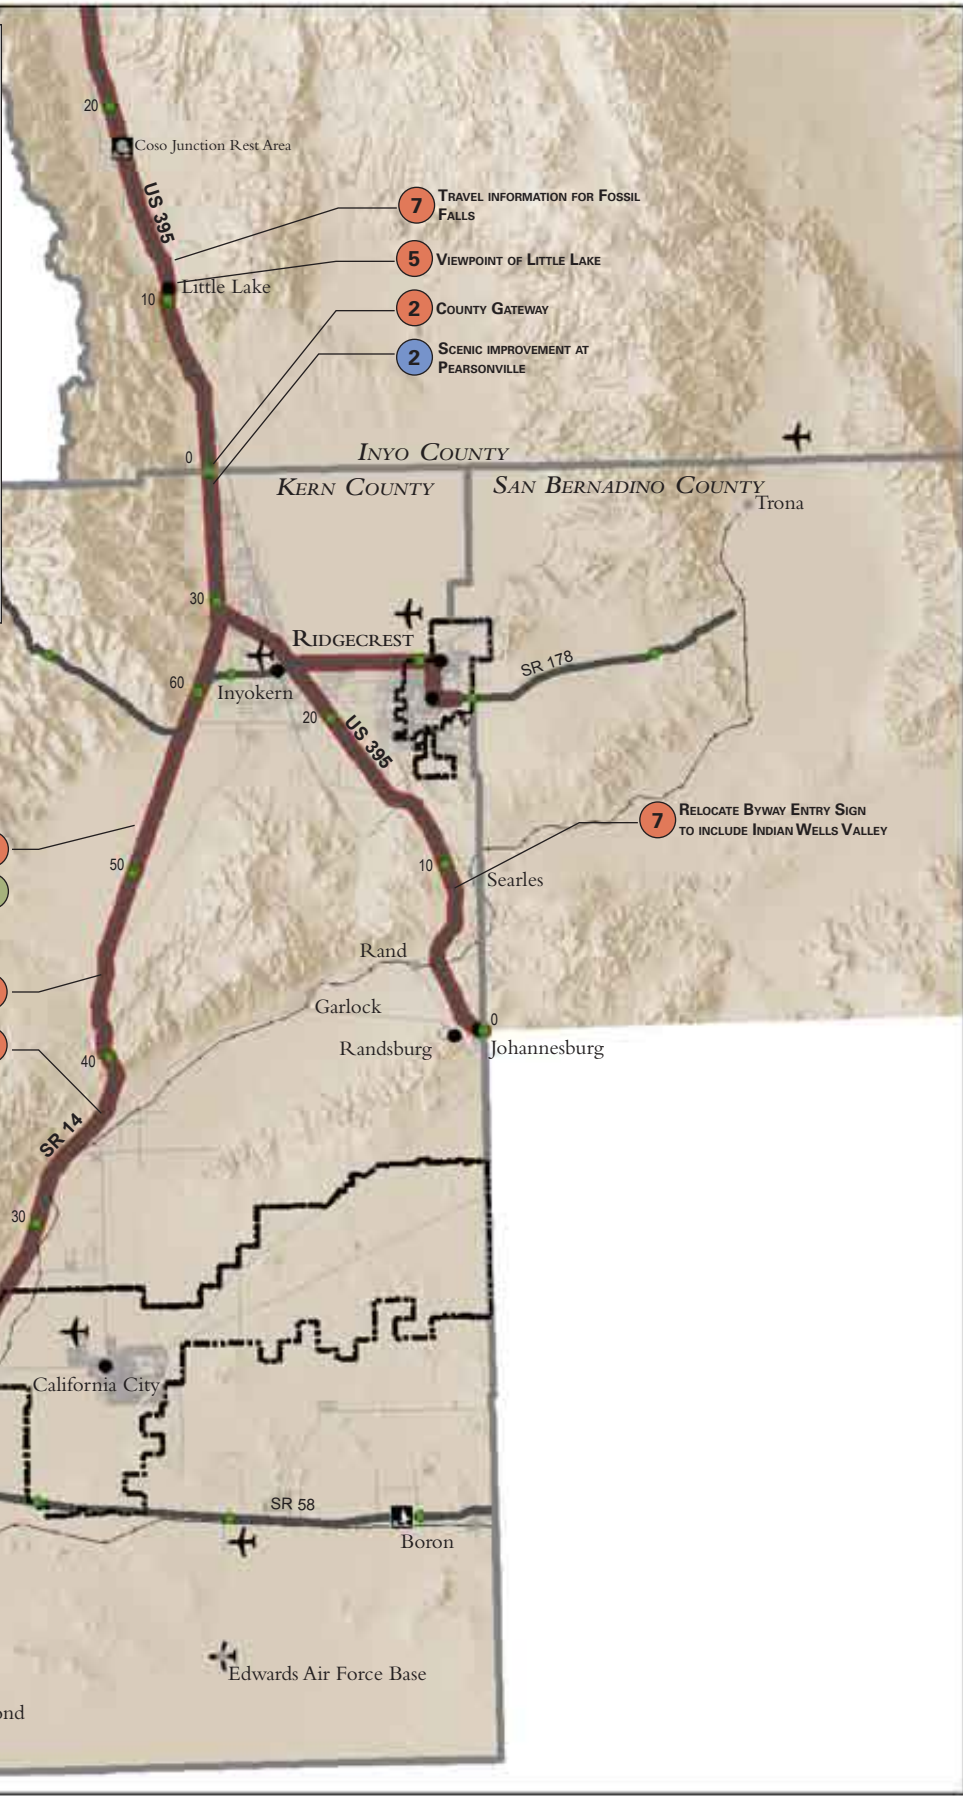 20
Coso Junction Rest Area
US 395
7
Travel information for Fossil
Falls
5
Viewpoint of Little Lake
Little Lake
10
2
County Gateway
2
Scenic improvement at
Pearsonville
0
Inyo County
Kern County
San Bernadino County
Trona
30
Ridgecrest
SR 178
60
Inyokern
20
US 395
7
Relocate Byway Entry Sign
to include Indian Wells Valley
50
10
Searles
Rand
Garlock
0
Randsburg
Johannesburg
40
SR 14
30
California City
SR 58
Boron
Edwards Air Force Base
ond